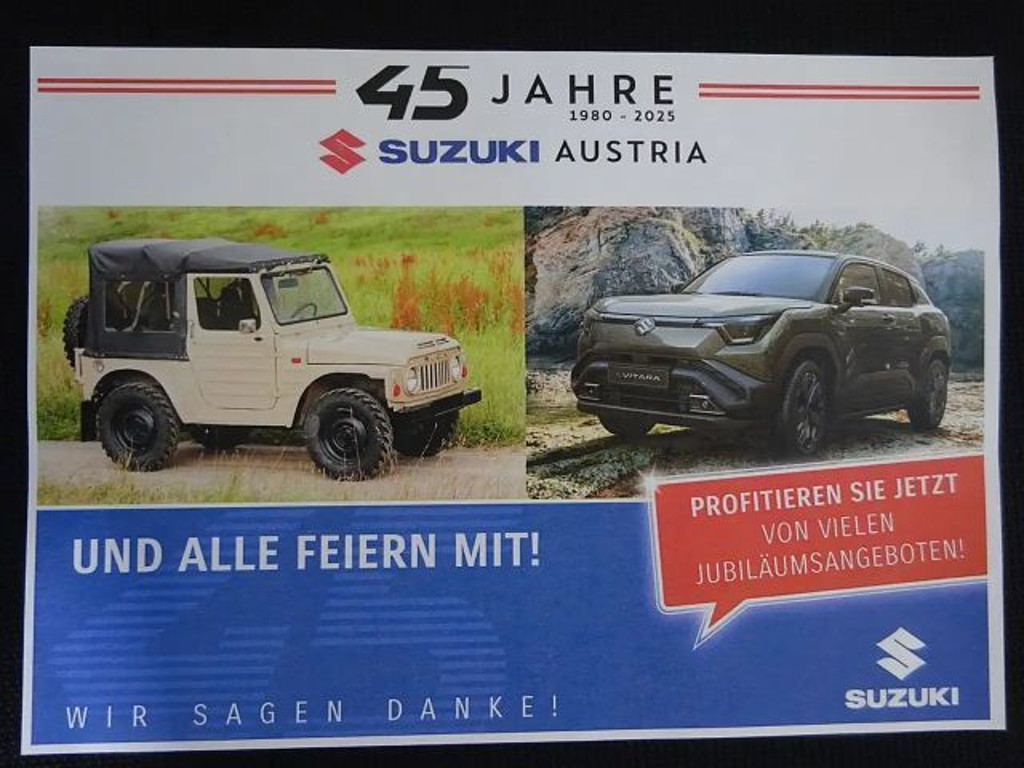 45 JAHRE
1980 - 2025
SUZUKI AUSTRIA
eVITARA
UND ALLE FEIERN MIT!
PROFITIEREN SIE JETZT
VON VIELEN
JUBILÄUMSANGEBOTEN!
WIR SAGEN DANKE!
SUZUKI